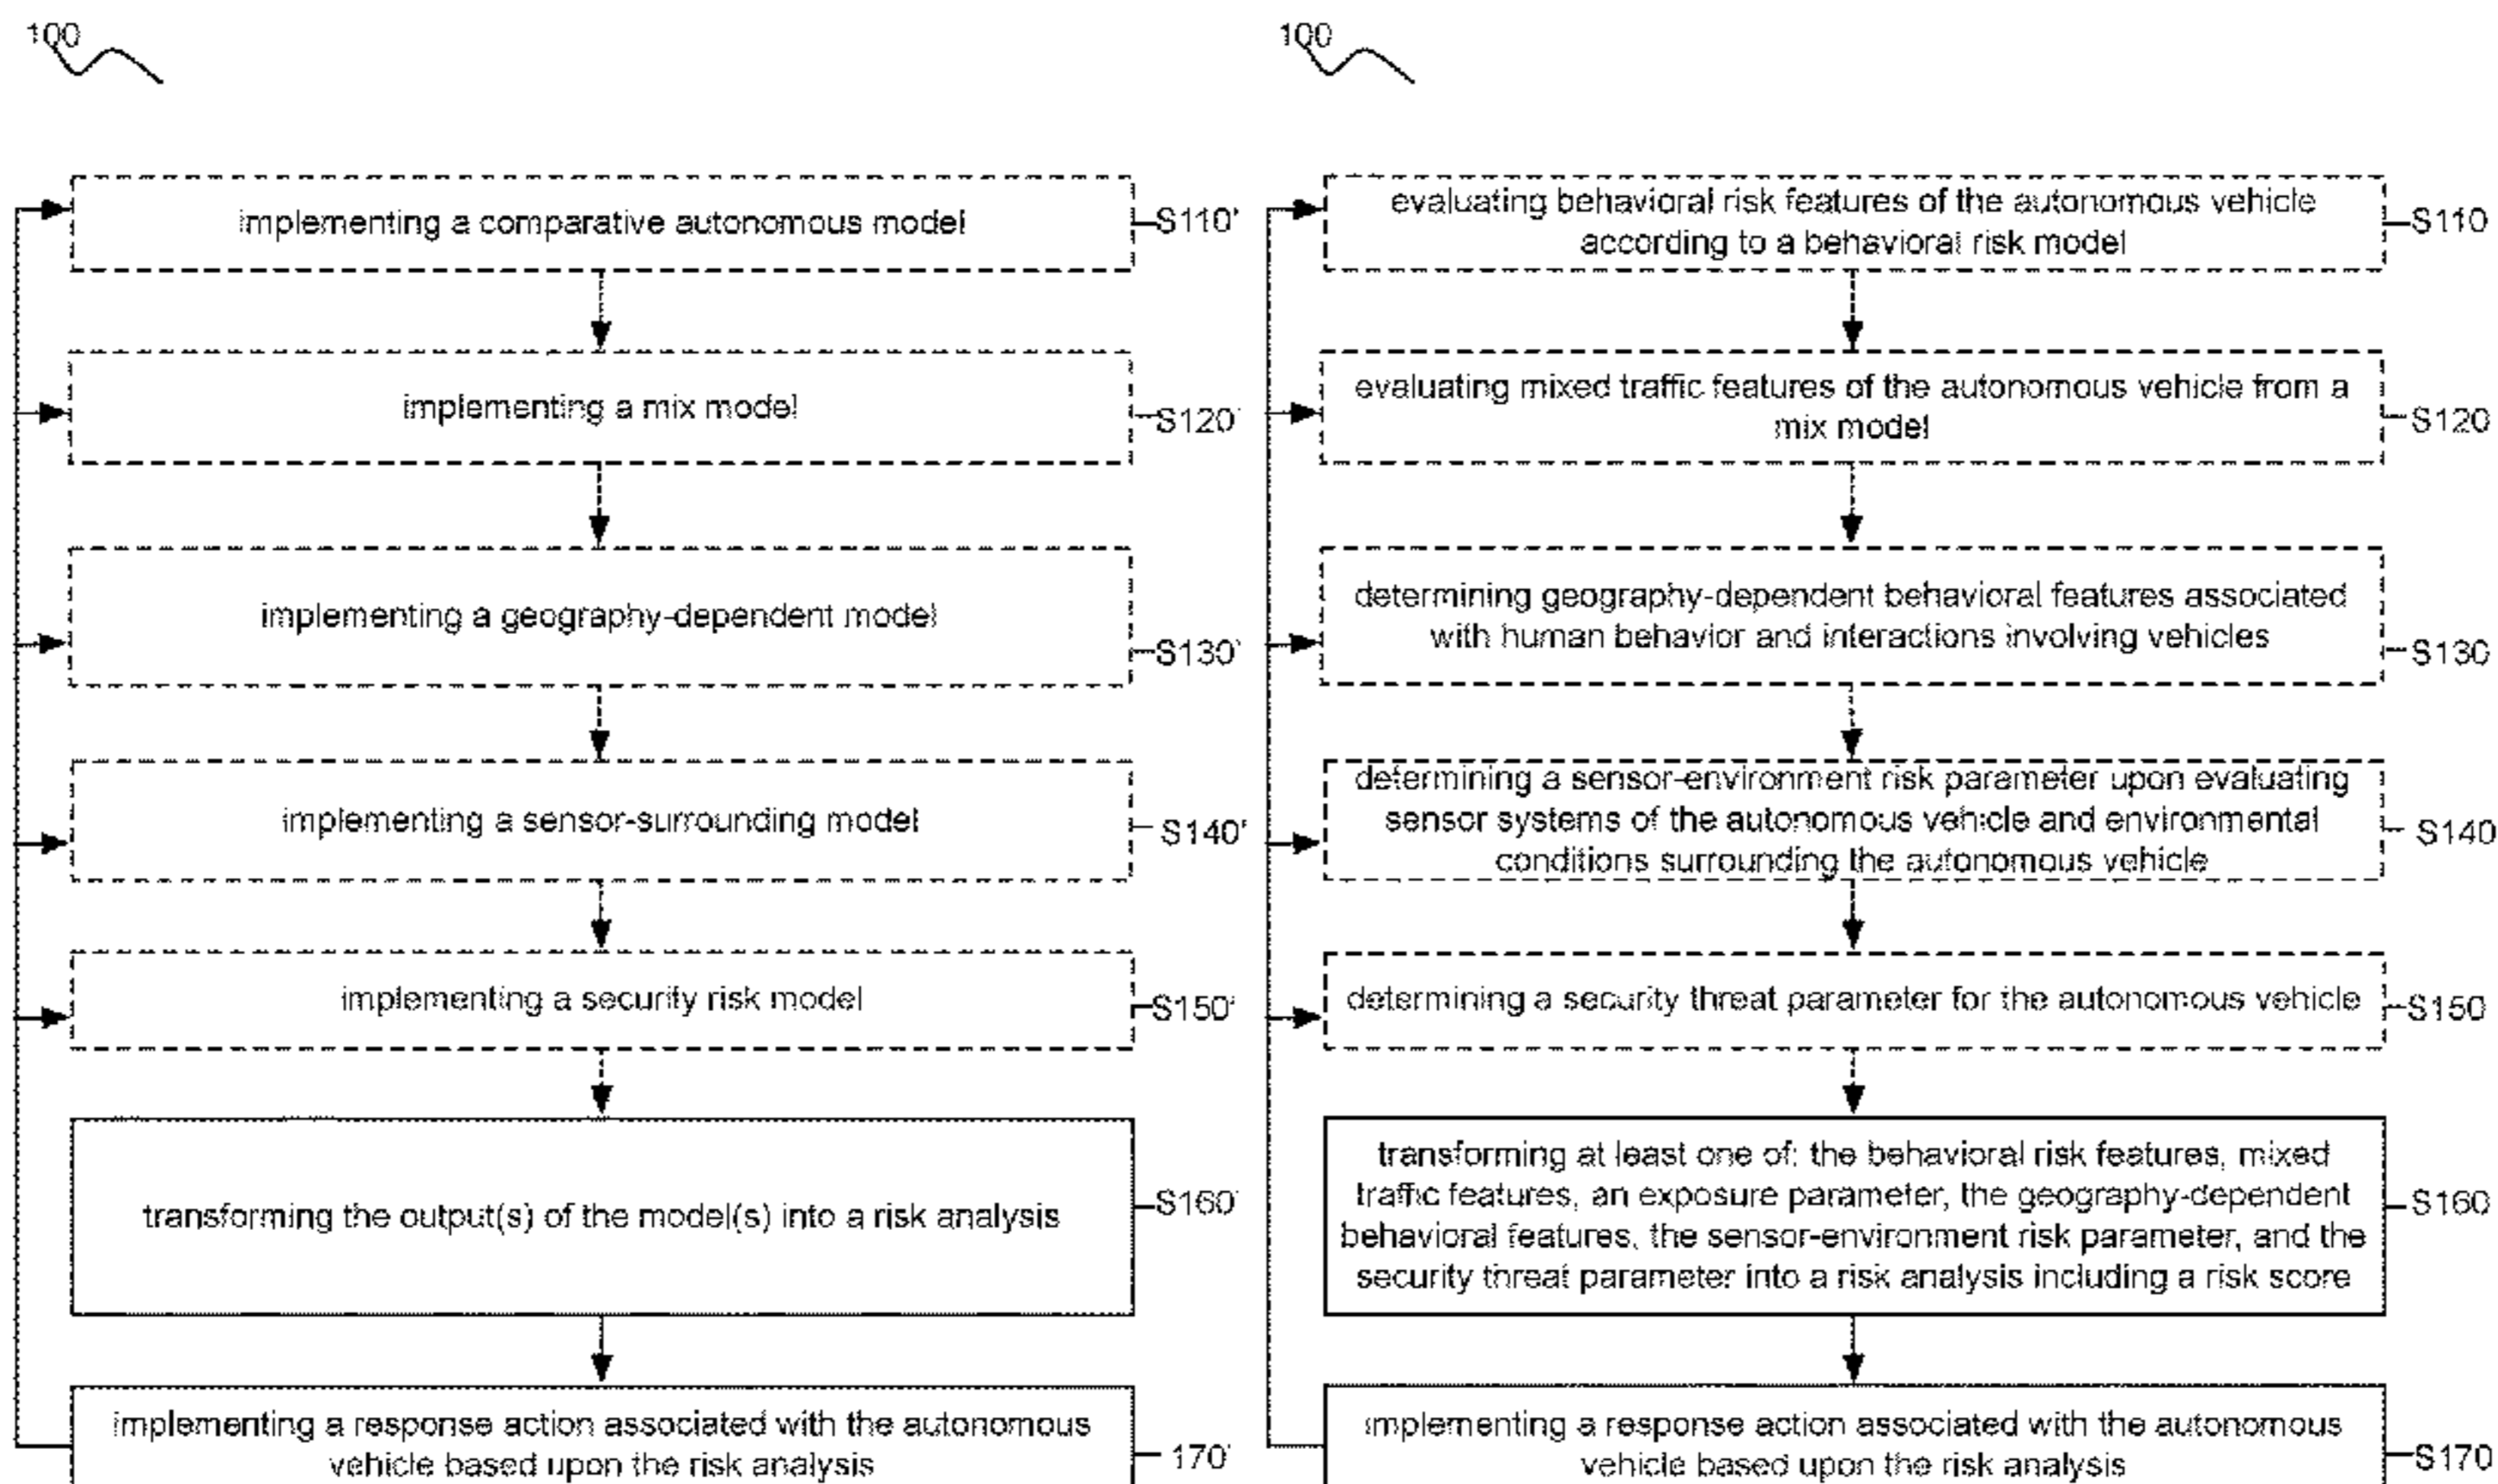 100
implementing a comparative autonomous model
S110'
implementing a mix model
S120'
implementing a geography-dependent model
S130'
implementing a sensor-surrounding model
S140'
implementing a security risk model
S150'
transforming the output(s) of the model(s) into a risk analysis
S160'
implementing a response action associated with the autonomous
vehicle based upon the risk analysis
170'
100
evaluating behavioral risk features of the autonomous vehicle
according to a behavioral risk model
S110
evaluating mixed traffic features of the autonomous vehicle from a
mix model
S120
determining geography-dependent behavioral features associated
with human behavior and interactions involving vehicles
S130
determining a sensor-environment risk parameter upon evaluating
sensor systems of the autonomous vehicle and environmental
conditions surrounding the autonomous vehicle
S140
determining a security threat parameter for the autonomous vehicle
S150
transforming at least one of: the behavioral risk features, mixed
traffic features, an exposure parameter, the geography-dependent
behavioral features, the sensor-environment risk parameter, and the
security threat parameter into a risk analysis including a risk score
S160
implementing a response action associated with the autonomous
vehicle based upon the risk analysis
S170